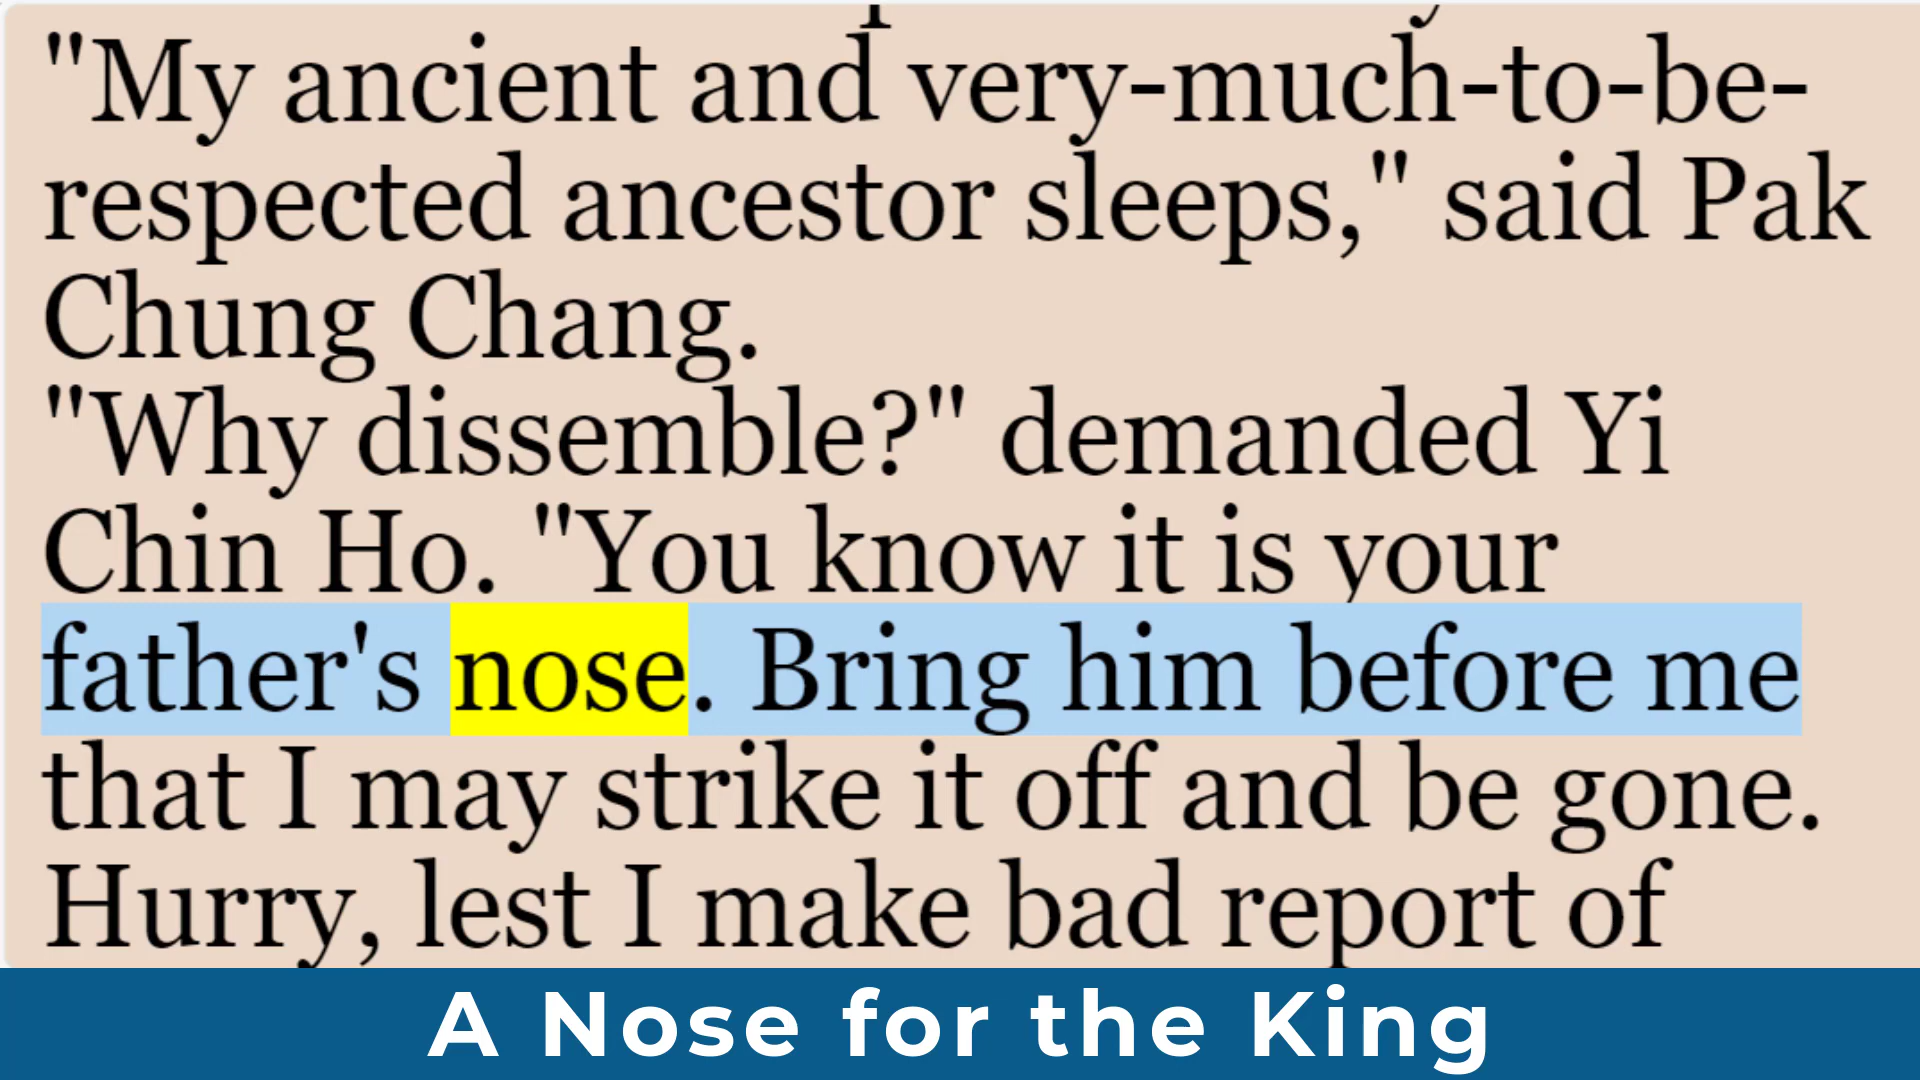 "My ancient and very-much-to-be-
respected ancestor sleeps," said Pak
Chung Chang.
"Why dissemble?" demanded Yi
Chin Ho. "You know it is your
father's nose. Bring him before me
that I may strike it off and be gone.
Hurry, lest I make bad report of
A Nose for the King